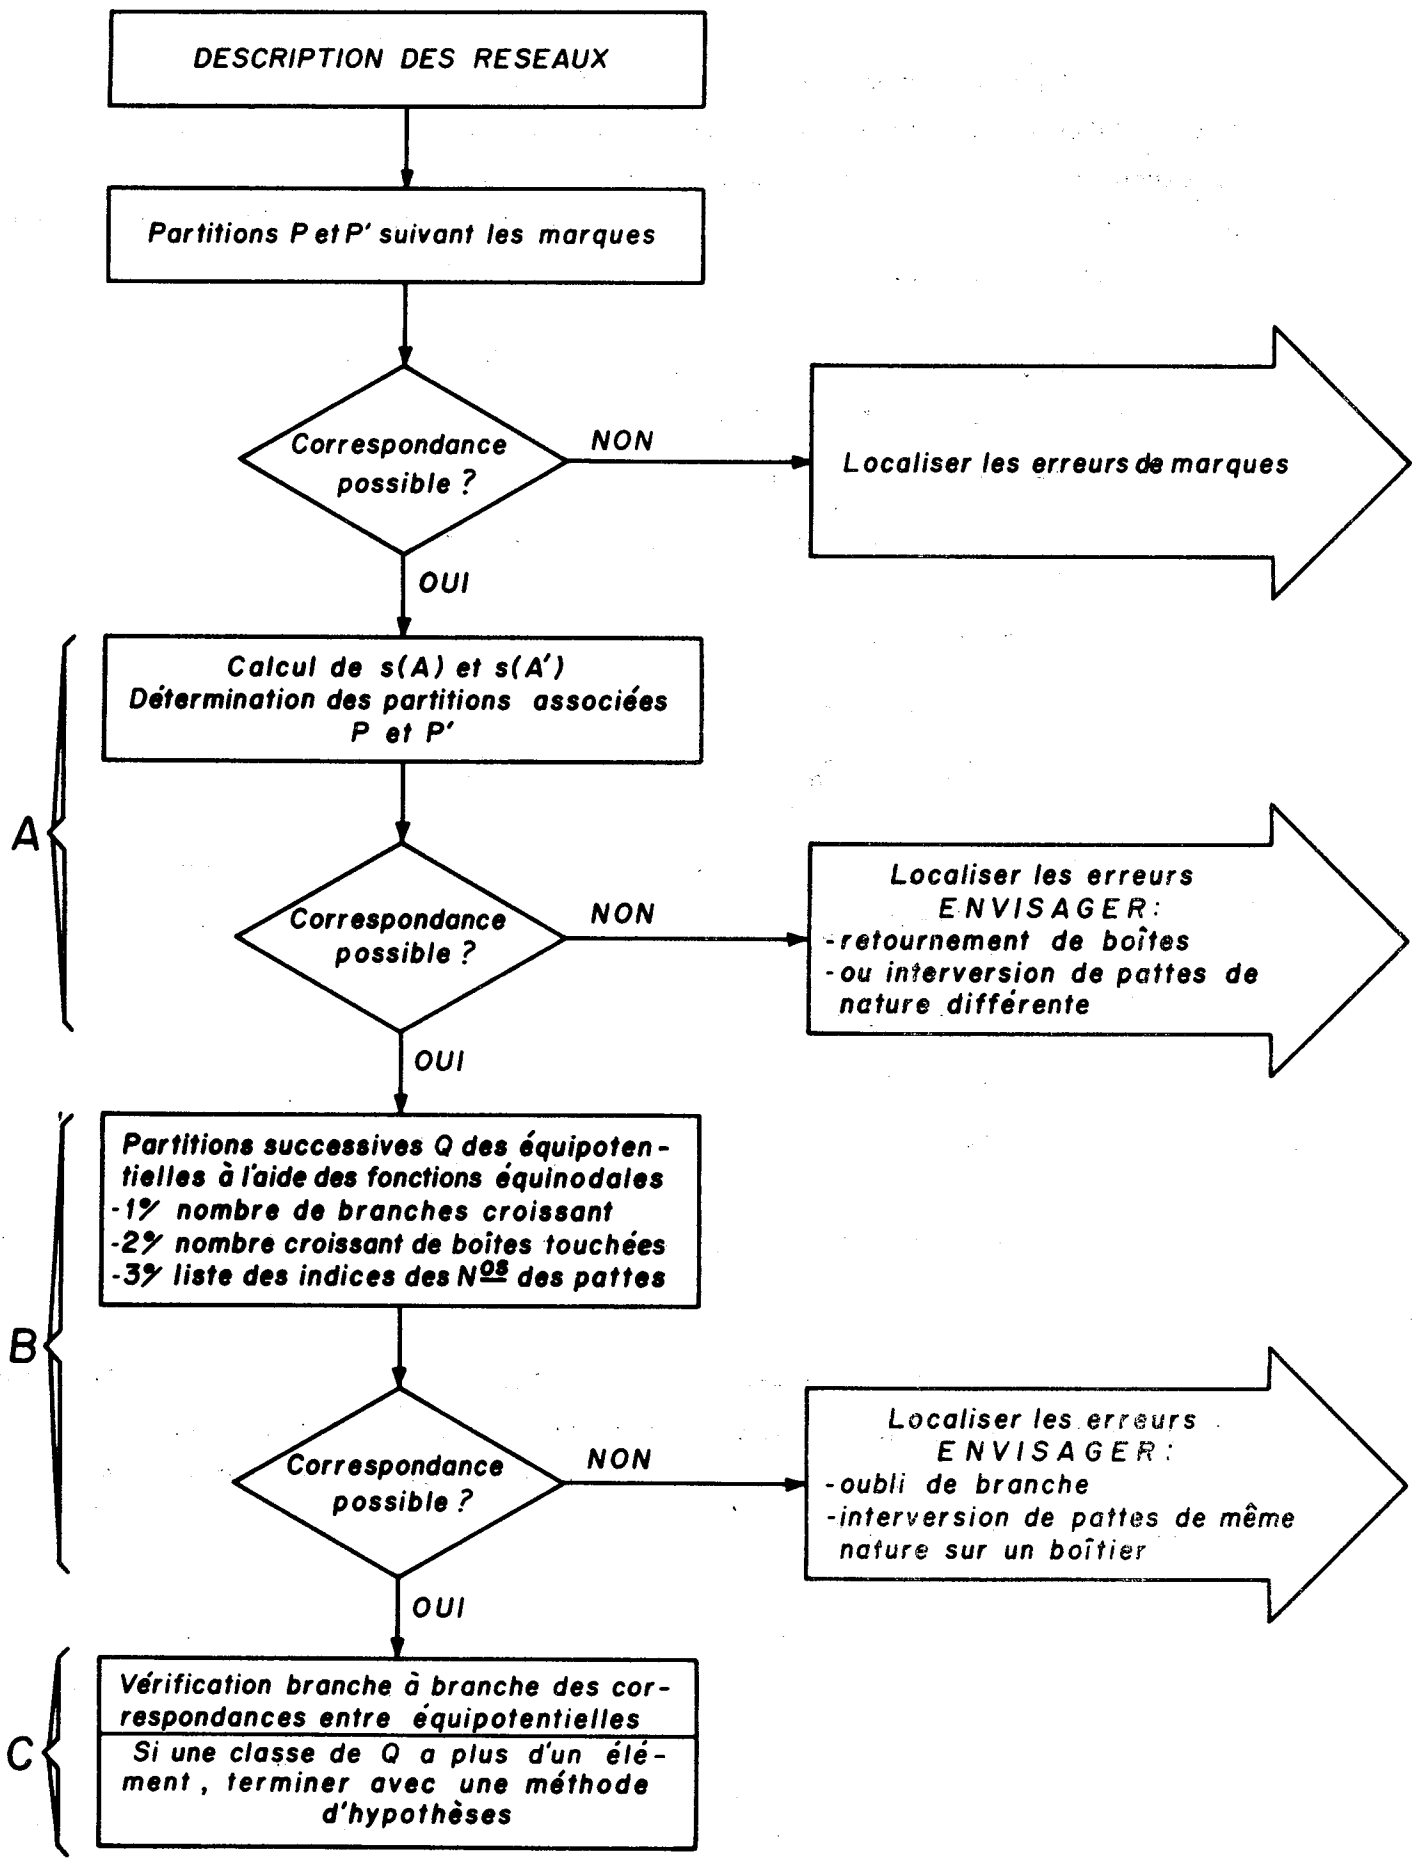 DESCRIPTION DES RESEAUX
Partitions P et P' suivant les marques
Correspondance
possible ?
NON
Localiser les erreurs de marques
OUI
A
Calcul de s(A) et s(A')
Détermination des partitions associées
P et P'
Correspondance
possible ?
NON
Localiser les erreurs
ENVISAGER:
-retournement de boîtes
-ou interversion de pattes de
nature différente
OUI
B
Partitions successives Q des équipoten-
tielles à l'aide des fonctions équinodales
-1°/ nombre de branches croissant
-2°/ nombre croissant de boîtes touchées
-3°/ liste des indices des Nos des pattes
Correspondance
possible ?
NON
Localiser les erreurs
ENVISAGER:
-oubli de branche
-interversion de pattes de même
nature sur un boîtier
OUI
C
Vérification branche à branche des cor-
respondances entre équipotentielles
Si une classe de Q a plus d'un élé-
ment, terminer avec une méthode
d'hypothèses